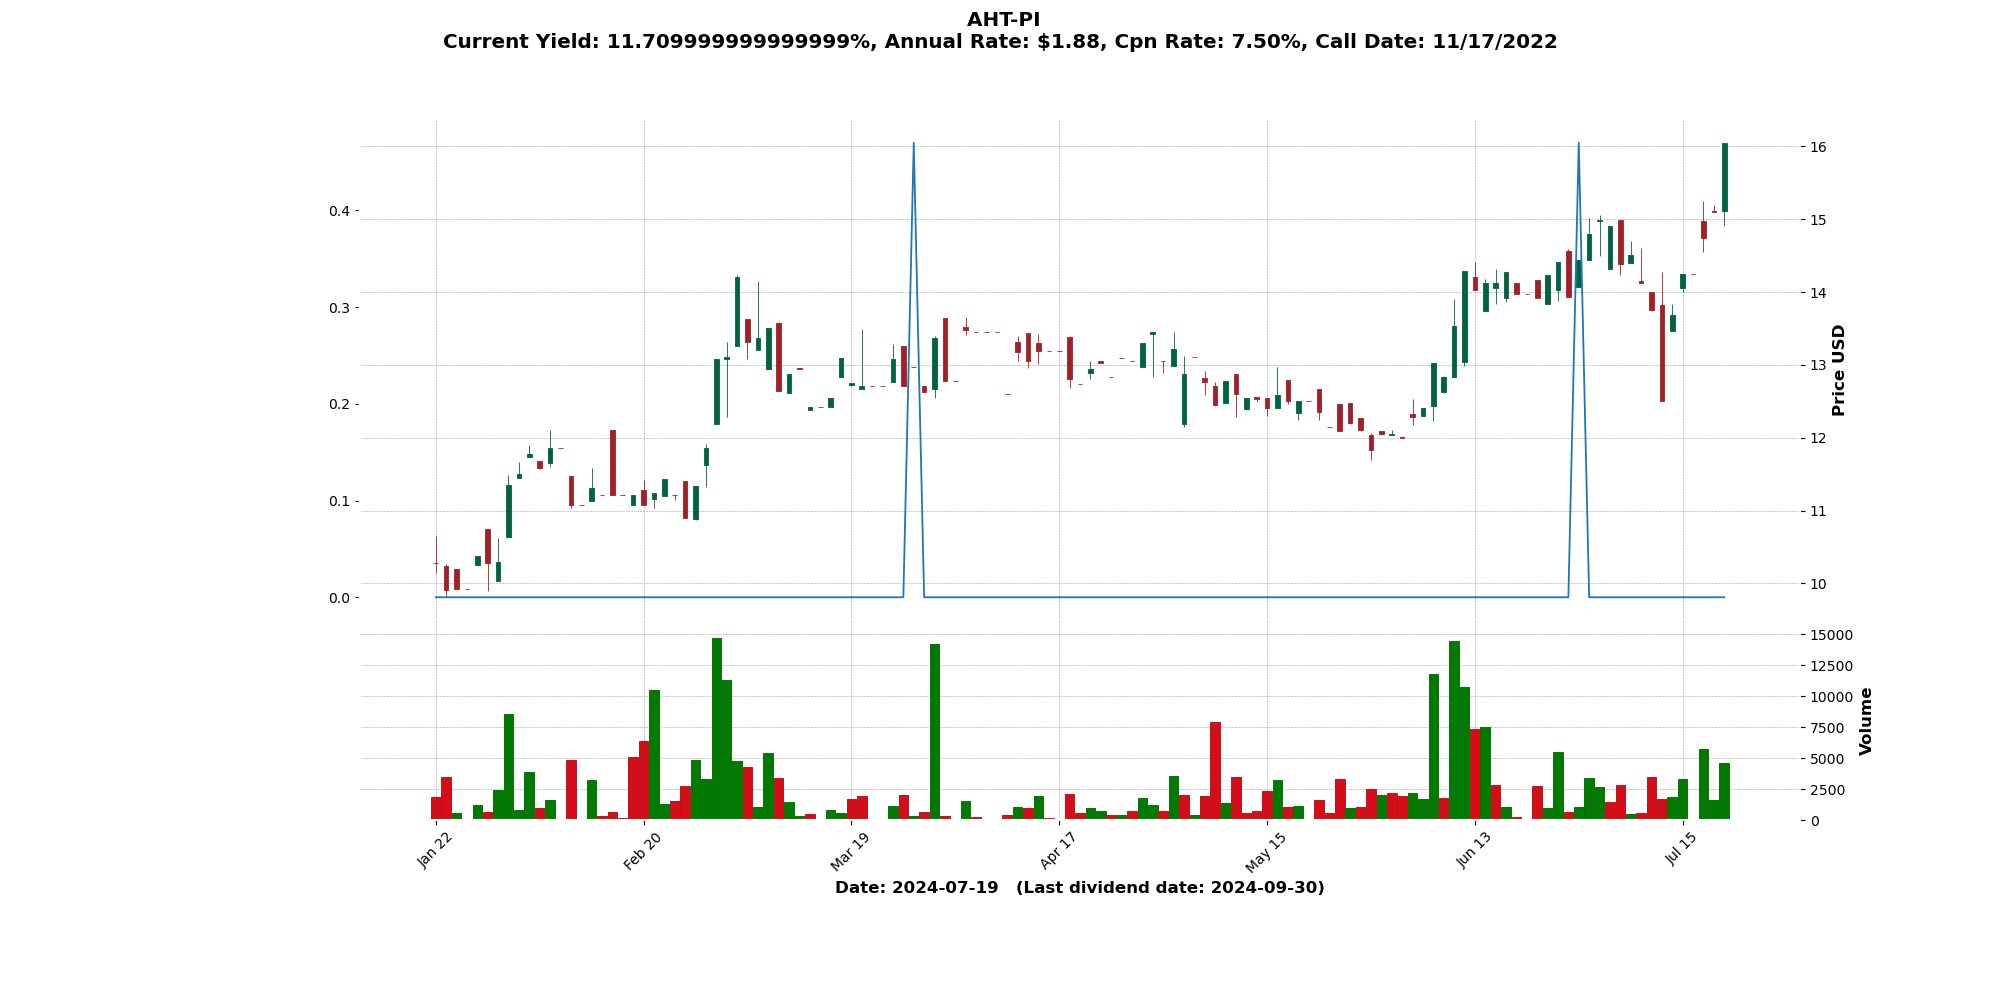 AHT-PI
Current Yield: 11.709999999999999%, Annual Rate: $1.88, Cpn Rate: 7.50%, Call Date: 11/17/2022
0.4
0.3
0.2
0.1
0.0
16
15
14
13
12
11
10
Price USD
15000
12500
10000
7500
5000
2500
0
Volume
Jan 22
Feb 20
Mar 19
Apr 17
May 15
Jun 13
Jul 15
Date: 2024-07-19 (Last dividend date: 2024-09-30)